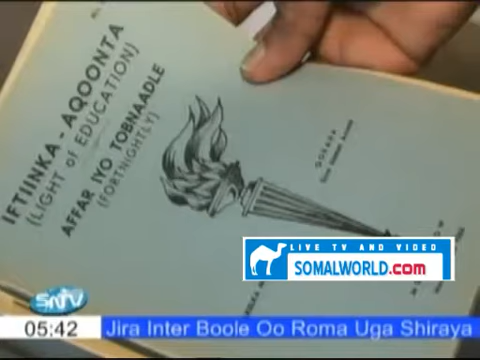 IFTIINKA - AQOONTA
(LIGHT of EDUCATION)
AFFAR IYO TOBNAADLE
(FORTNIGHTLY)
LIVE TV AND VIDEO
SOMALWORLD.com
SNTV
05:42 Jira Inter Boole Oo Roma Uga Shiraya